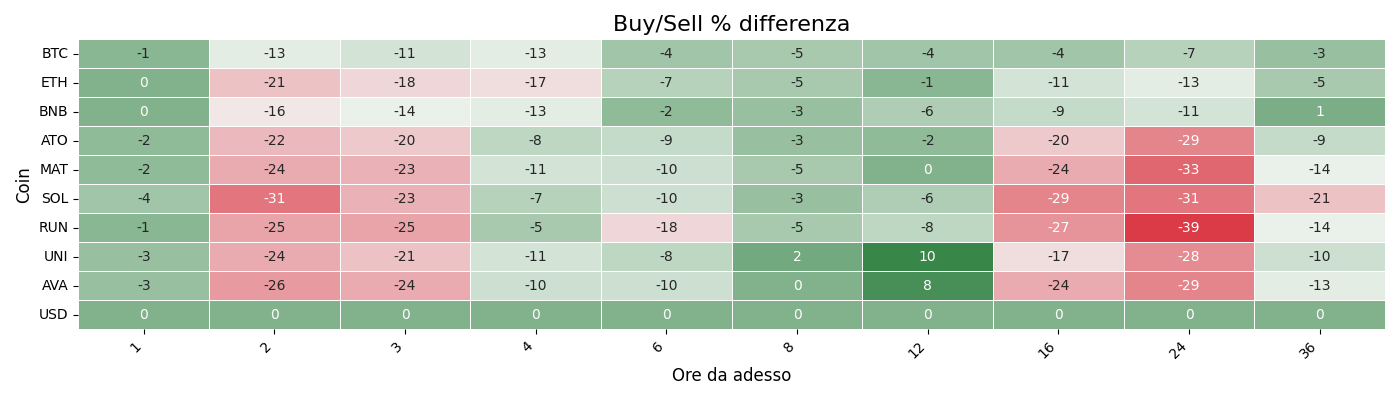 Buy/Sell % differenza
Coin
BTC -1 -13 -11 -13 -4 -5 -4 -4 -7 -3
ETH 0 -21 -18 -17 -7 -5 -1 -11 -13 -5
BNB 0 -16 -14 -13 -2 -3 -6 -9 -11 1
ATO -2 -22 -20 -8 -9 -3 -2 -20 -29 -9
MAT -2 -24 -23 -11 -10 -5 0 -24 -33 -14
SOL -4 -31 -23 -7 -10 -3 -6 -29 -31 -21
RUN -1 -25 -25 -5 -18 -5 -8 -27 -39 -14
UNI -3 -24 -21 -11 -8 2 10 -17 -28 -10
AVA -3 -26 -24 -10 -10 0 8 -24 -29 -13
USD 0 0 0 0 0 0 0 0 0 0
1 2 3 4 6 8 12 16 24 36
Ore da adesso